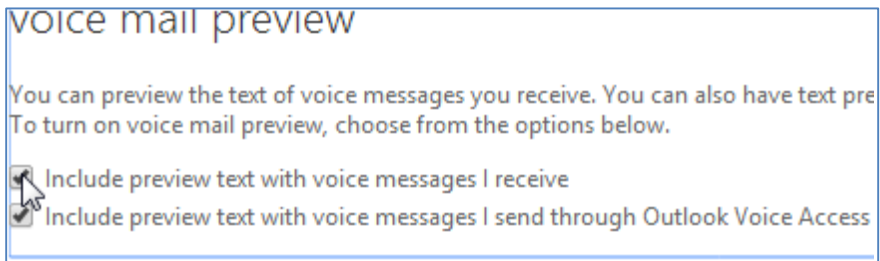 voice mail preview
You can preview the text of voice messages you receive. You can also have text pre
To turn on voice mail preview, choose from the options below.
Include preview text with voice messages I receive
Include preview text with voice messages I send through Outlook Voice Access